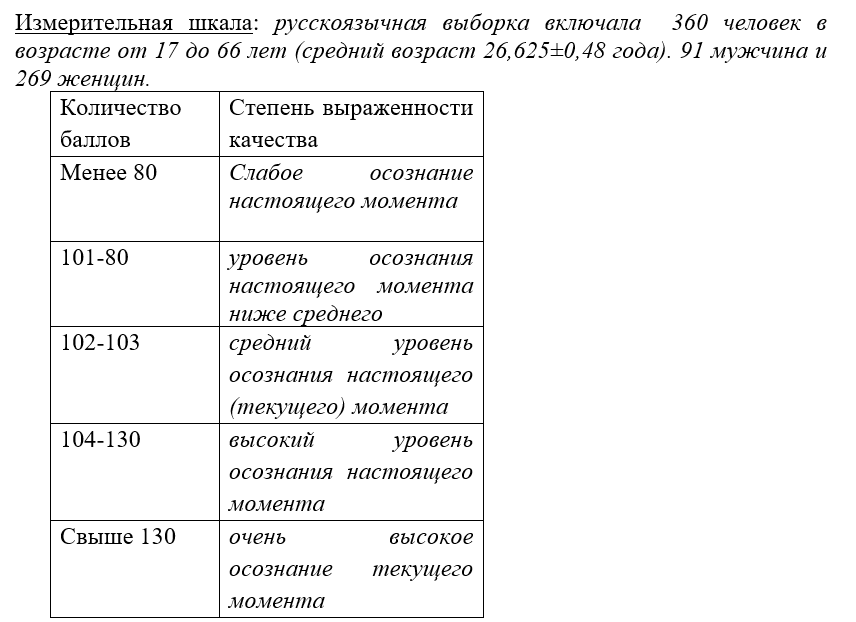 Измерительная шкала: русскоязычная выборка включала 360 человек в
возрасте от 17 до 66 лет (средний возраст 26,625±0,48 года). 91 мужчина и
269 женщин.
Количество баллов
Степень выраженности
качества
Менее 80
Слабое осознание
настоящего момента
101-80
уровень осознания
настоящего момента
ниже среднего
102-103
средний уровень
осознания настоящего
(текущего) момента
104-130
высокий уровень
осознания настоящего
момента
Свыше 130
очень высокое
осознание текущего
момента